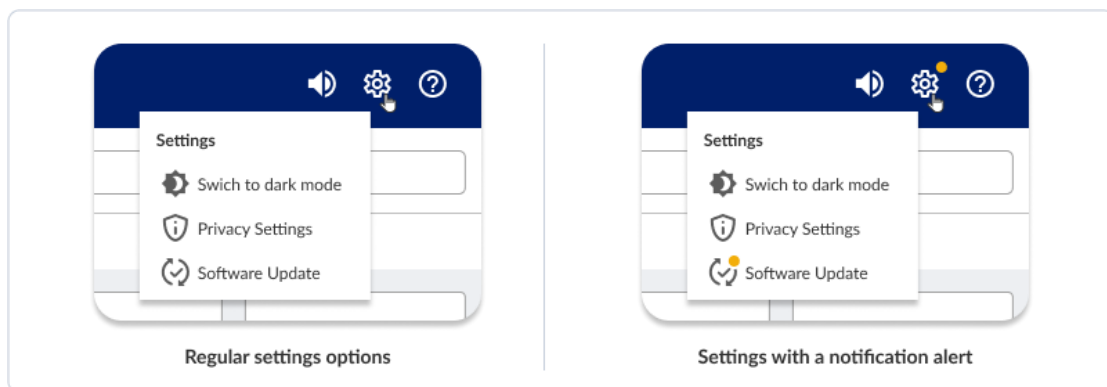 Settings
Swich to dark mode
Privacy Settings
Software Update
Regular settings options
Settings
Swich to dark mode
Privacy Settings
Software Update
Settings with a notification alert